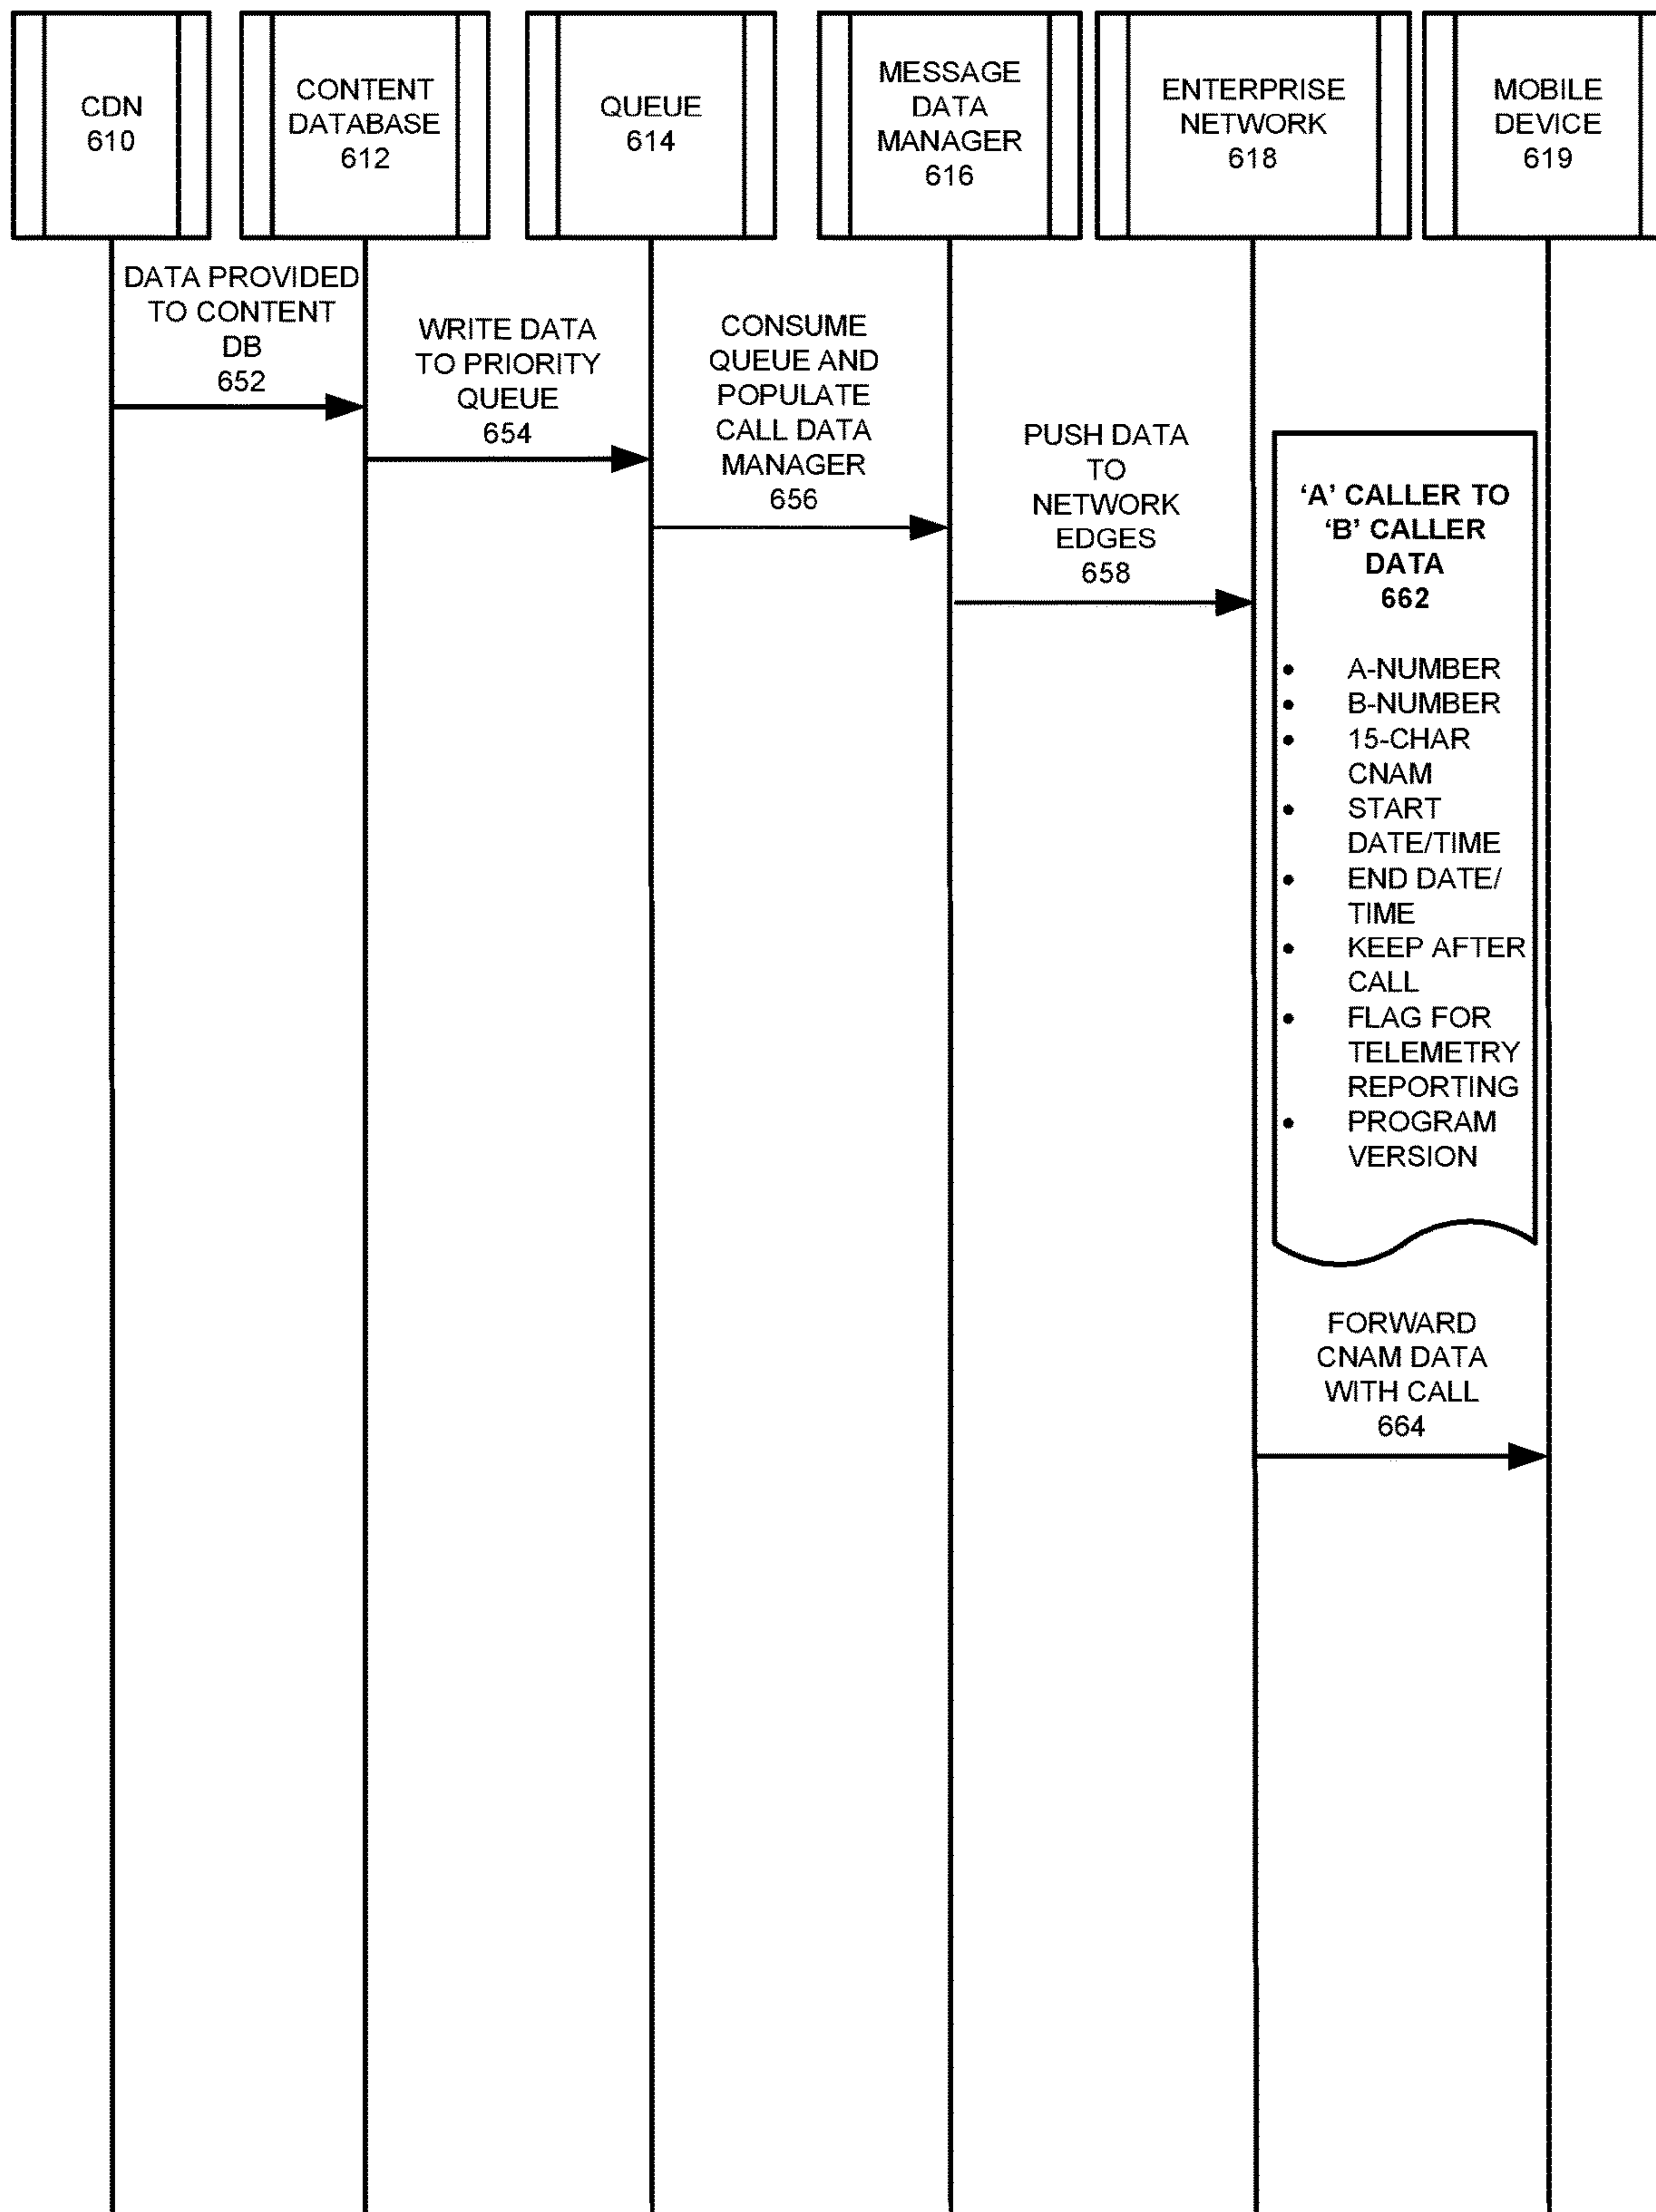 CDN
610
CONTENT
DATABASE
612
QUEUE
614
MESSAGE
DATA
MANAGER
616
ENTERPRISE
NETWORK
618
MOBILE
DEVICE
619
DATA PROVIDED
TO CONTENT
DB
652
WRITE DATA
TO PRIORITY
QUEUE
654
CONSUME
QUEUE AND
POPULATE
CALL DATA
MANAGER
656
PUSH DATA
TO
NETWORK
EDGES
658
‘A’ CALLER TO
‘B’ CALLER
DATA
662
• A-NUMBER
• B-NUMBER
• 15-CHAR
CNAM
• START
DATE/TIME
• END DATE/
TIME
• KEEP AFTER
CALL
• FLAG FOR
TELEMETRY
REPORTING
• PROGRAM
VERSION
FORWARD
CNAM DATA
WITH CALL
664